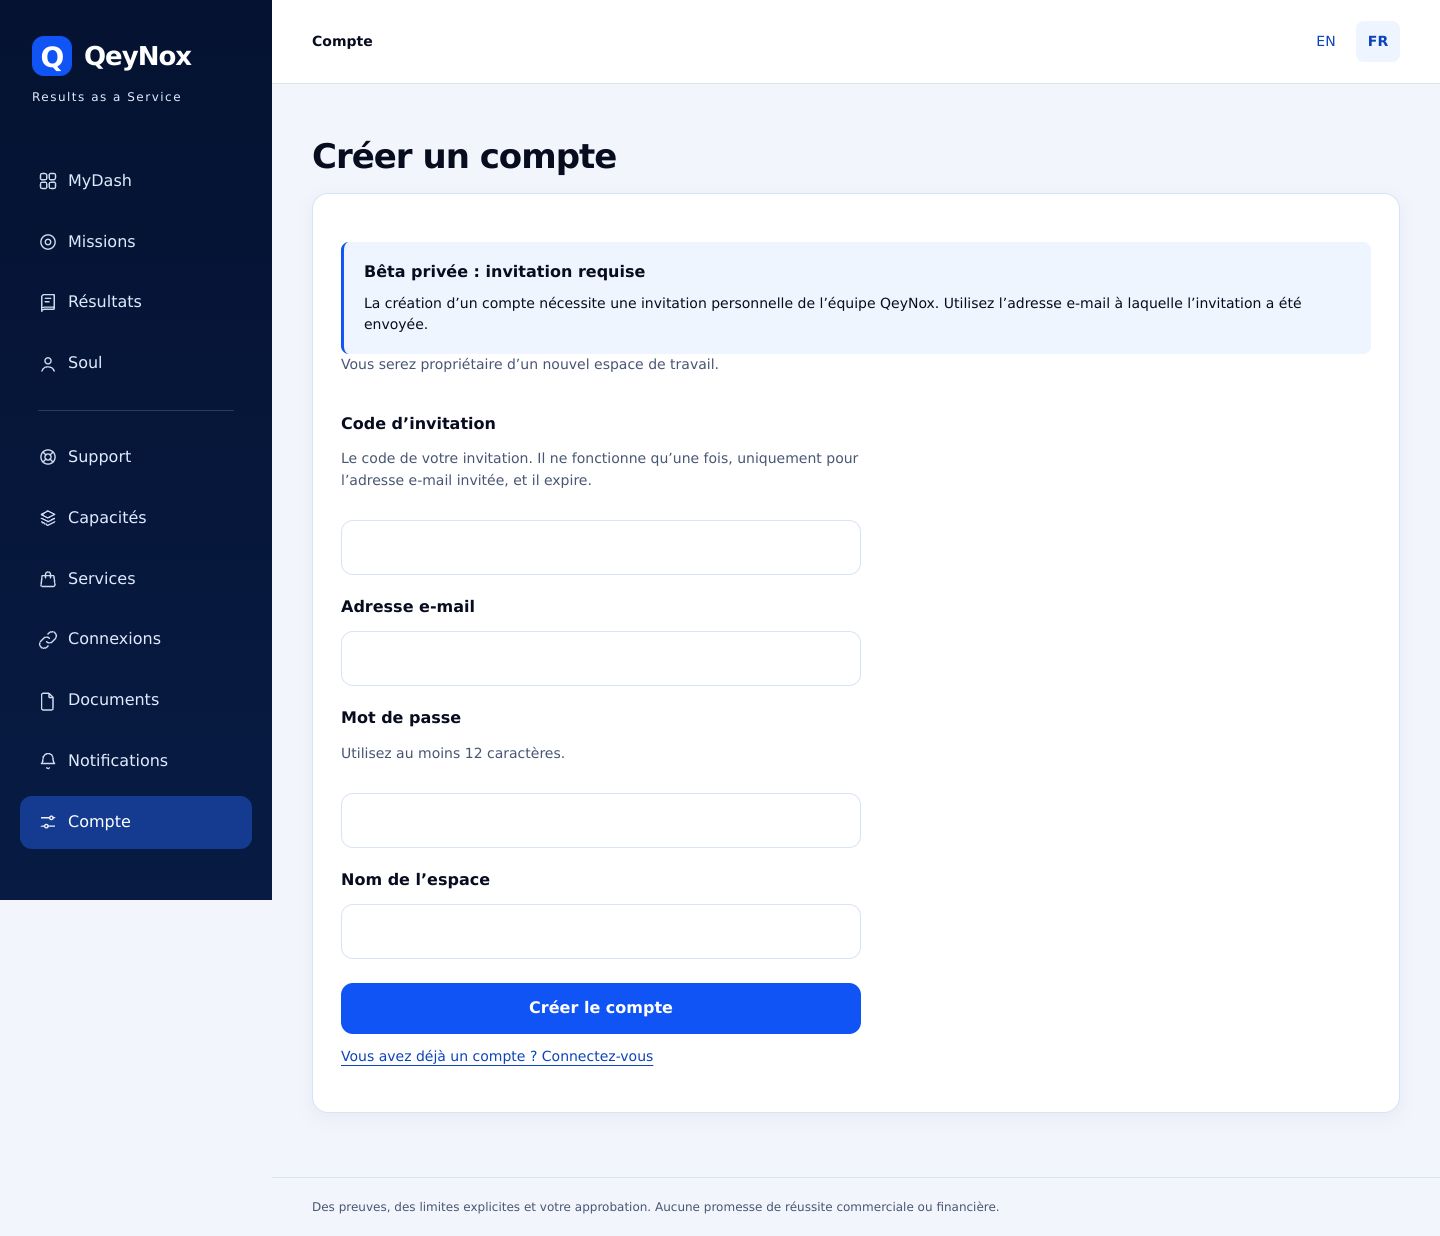 Q QeyNox
Results as a Service
MyDash
Missions
Résultats
Soul
Support
Capacités
Services
Connexions
Documents
Notifications
Compte
Compte
EN FR
Créer un compte
Bêta privée : invitation requise
La création d’un compte nécessite une invitation personnelle de l’équipe QeyNox. Utilisez l’adresse e-mail à laquelle l’invitation a été
envoyée.
Vous serez propriétaire d’un nouvel espace de travail.
Code d’invitation
Le code de votre invitation. Il ne fonctionne qu’une fois, uniquement pour
l’adresse e-mail invitée, et il expire.
Adresse e-mail
Mot de passe
Utilisez au moins 12 caractères.
Nom de l’espace
Créer le compte
Vous avez déjà un compte ? Connectez-vous
Des preuves, des limites explicites et votre approbation. Aucune promesse de réussite commerciale ou financière.